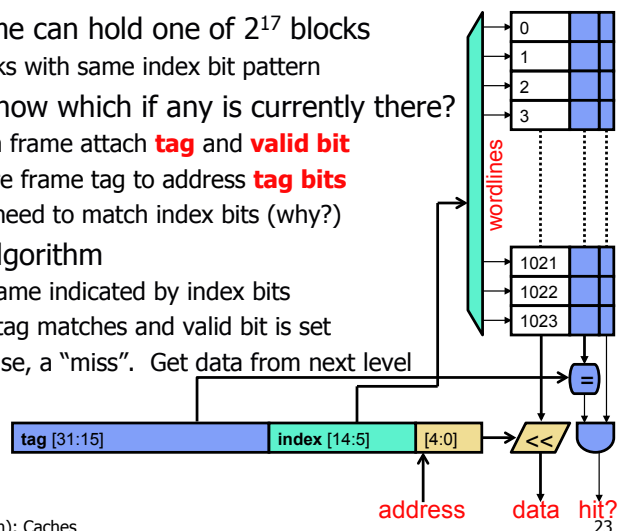 me can hold one of 2¹⁷ blocks
ks with same index bit pattern
now which if any is currently there?
frame attach tag and valid bit
e frame tag to address tag bits
need to match index bits (why?)
lgorithm
ame indicated by index bits
tag matches and valid bit is set
se, a “miss”. Get data from next level
0
1
2
3
wordlines
1021
1022
1023
=
tag [31:15] index [14:5] [4:0]
<<
address data hit?
): Caches
23